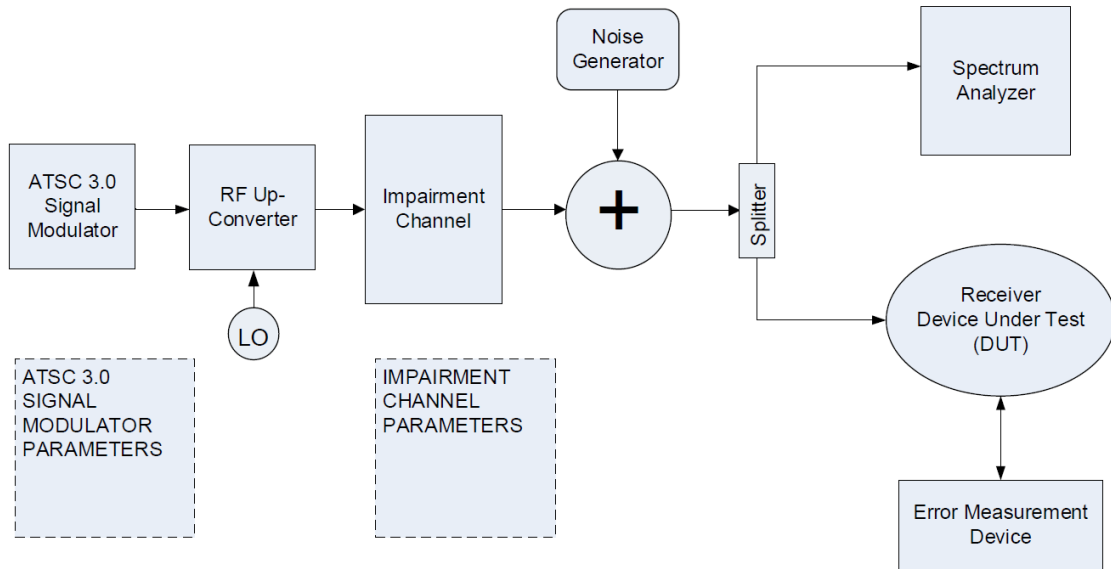 Noise
Generator
Spectrum
Analyzer
ATSC 3.0
Signal
Modulator
RF Up-
Converter
Impairment
Channel
+
Splitter
LO
Receiver
Device Under Test
(DUT)
ATSC 3.0
SIGNAL
MODULATOR
PARAMETERS
IMPAIRMENT
CHANNEL
PARAMETERS
Error Measurement
Device